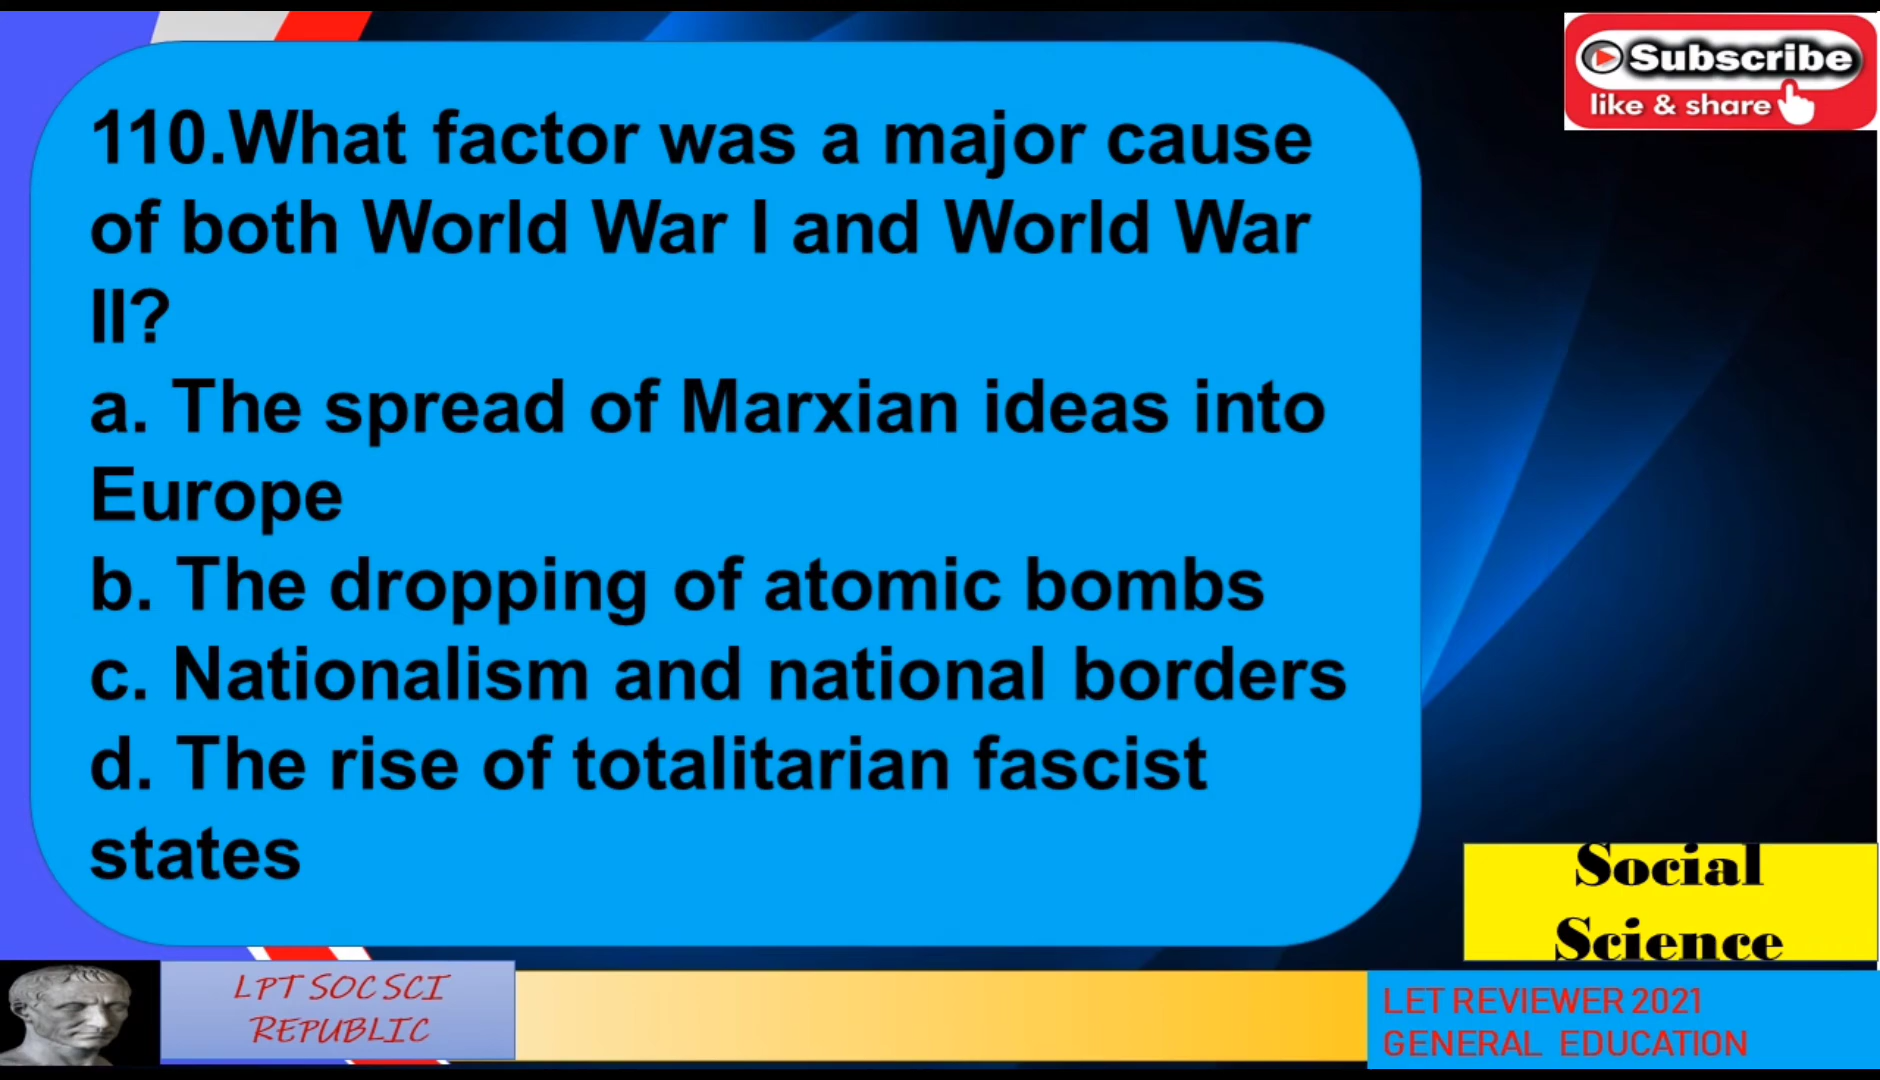 Subscribe
like & share
110.What factor was a major cause
of both World War I and World War
II?
a. The spread of Marxian ideas into
Europe
b. The dropping of atomic bombs
c. Nationalism and national borders
d. The rise of totalitarian fascist
states
Social
Science
LPT SOC SCI
REPUBLIC
LET REVIEWER 2021
GENERAL EDUCATION